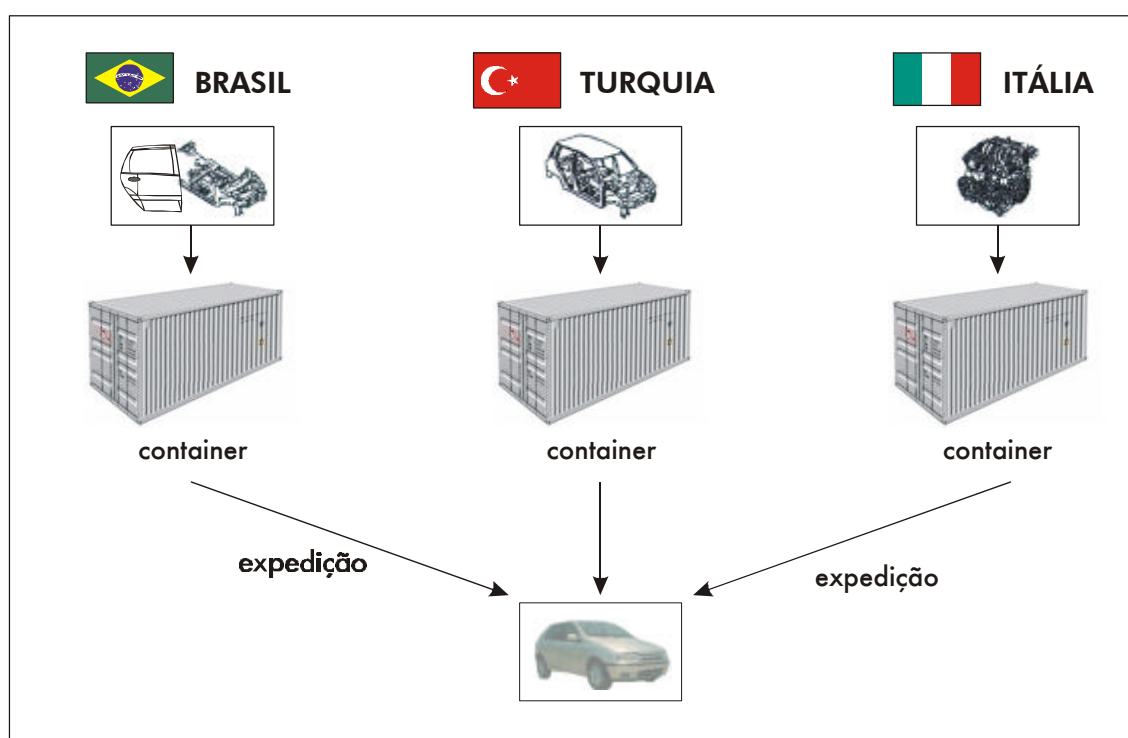 BRASIL
TURQUIA
ITÁLIA
container
container
container
expedição
expedição